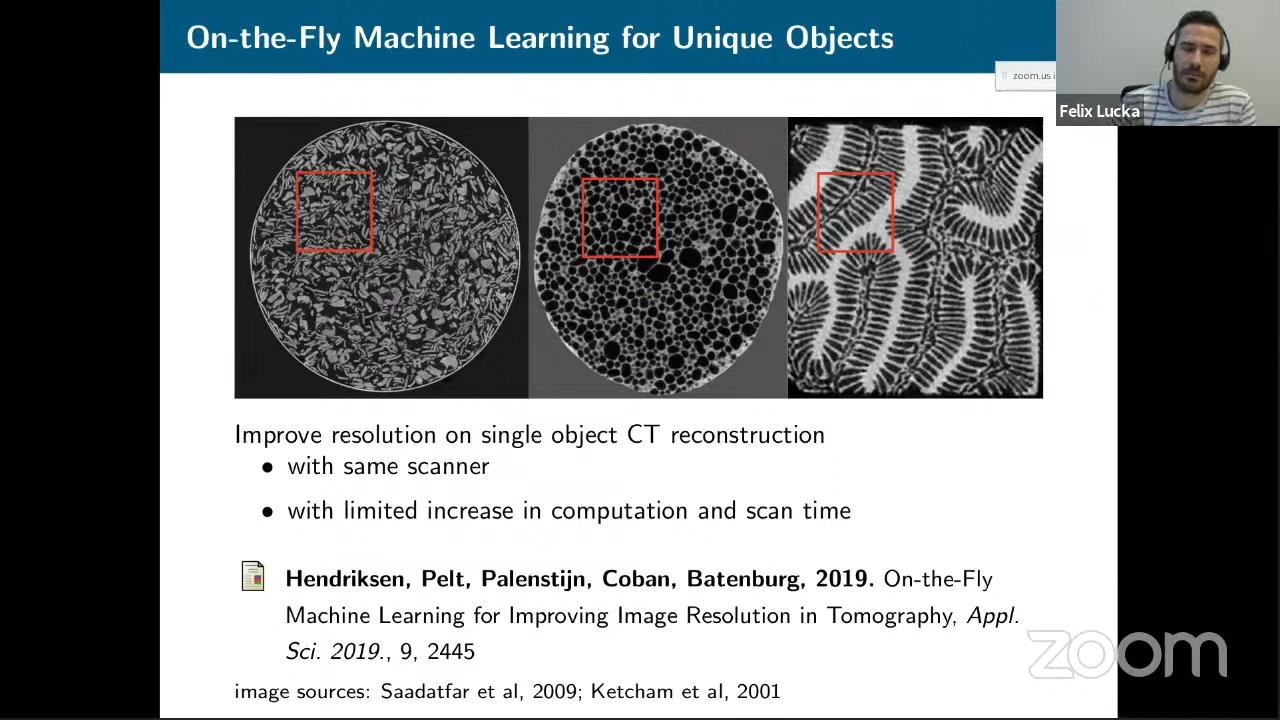 On-the-Fly Machine Learning for Unique Objects
zoom.us i
Felix Lucka
Improve resolution on single object CT reconstruction
• with same scanner
• with limited increase in computation and scan time
Hendriksen, Pelt, Palenstijn, Coban, Batenburg, 2019. On-the-Fly
Machine Learning for Improving Image Resolution in Tomography, Appl.
Sci. 2019., 9, 2445
image sources: Saadatfar et al, 2009; Ketcham et al, 2001
zoom